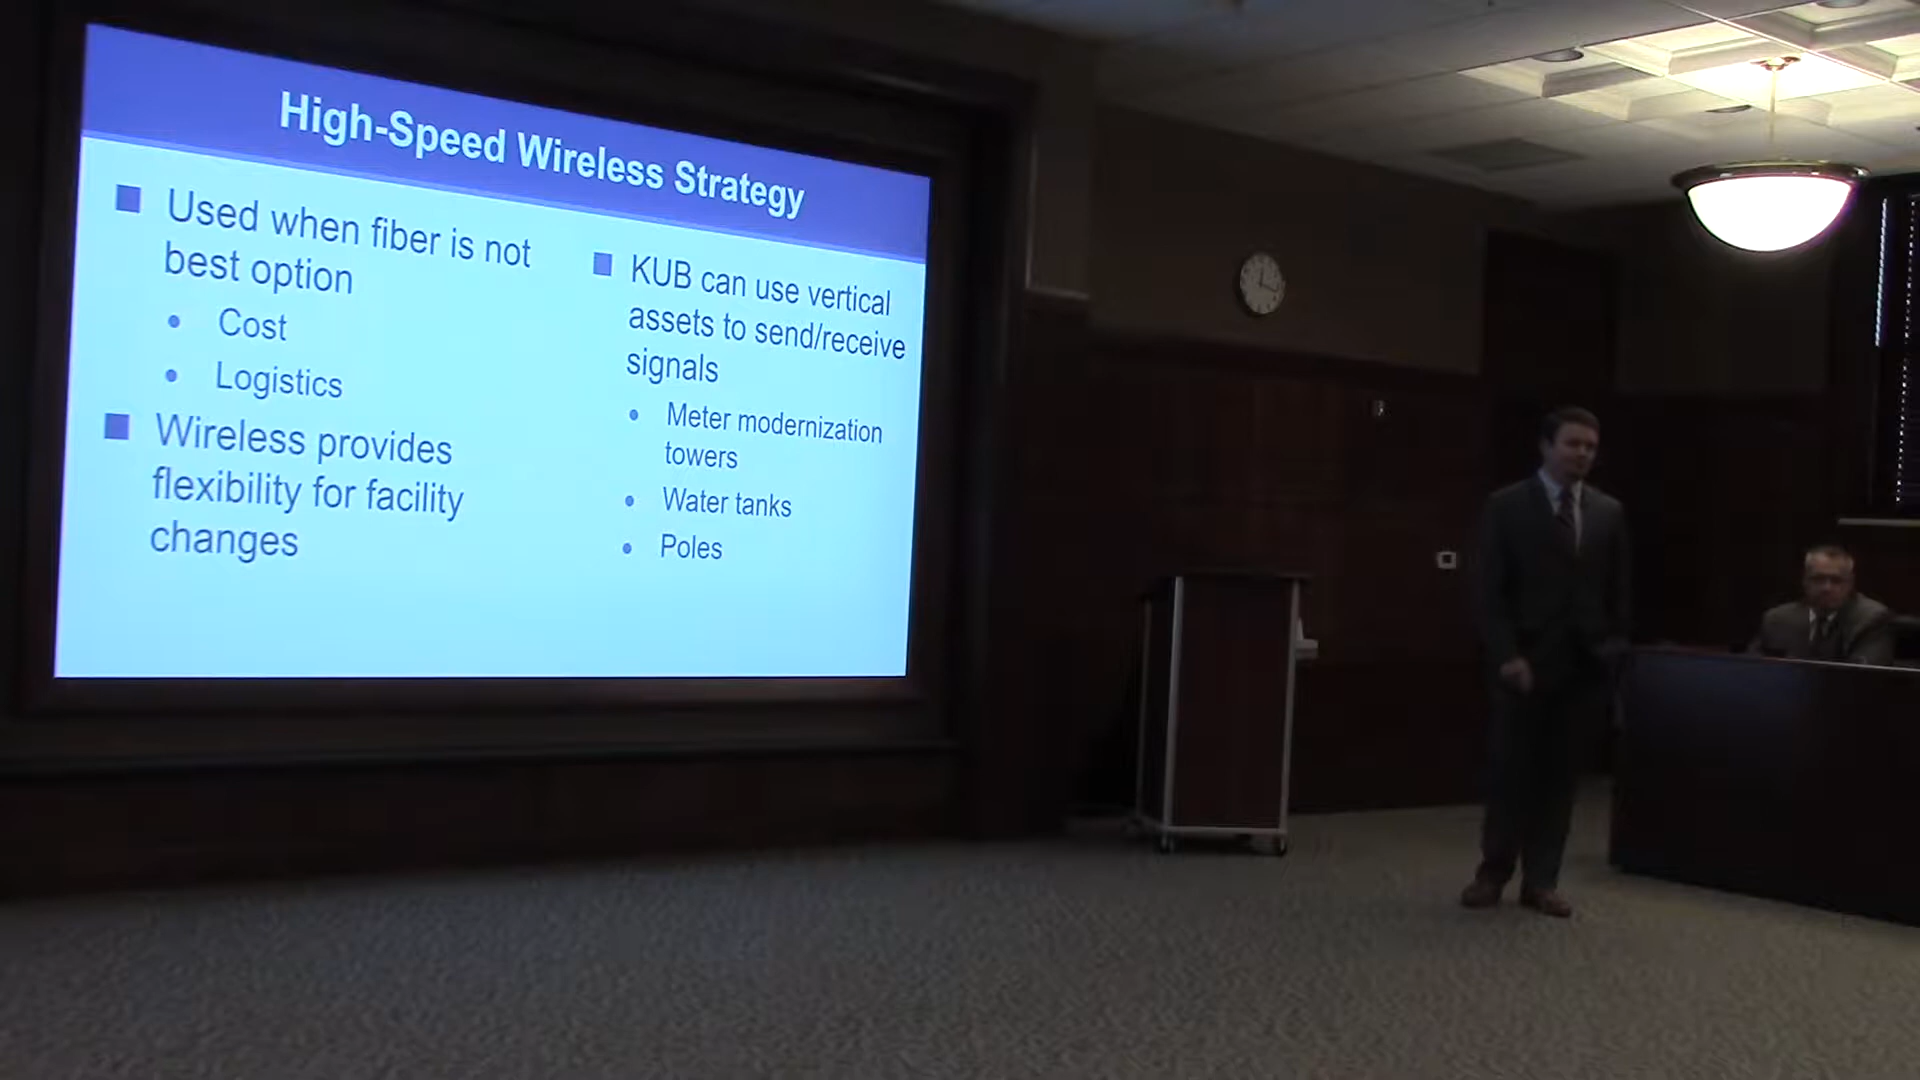 High-Speed Wireless Strategy
Used when fiber is not
best option
Cost
Logistics
Wireless provides
flexibility for facility
changes
KUB can use vertical
assets to send/receive
signals
Meter modernization
towers
Water tanks
Poles